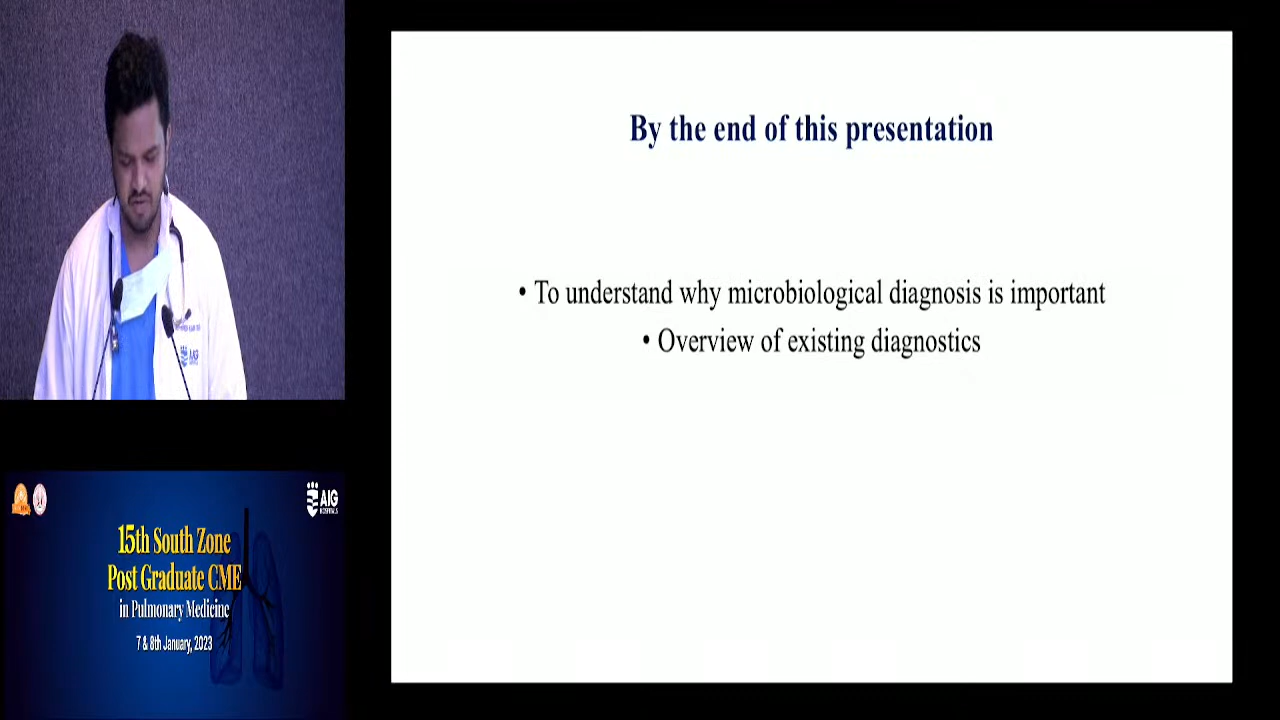 By the end of this presentation
• To understand why microbiological diagnosis is important
• Overview of existing diagnostics
AIG
AIG
HOSPITALS
15th South Zone
Post Graduate CME
in Pulmonary Medicine
7 & 8th January, 2023